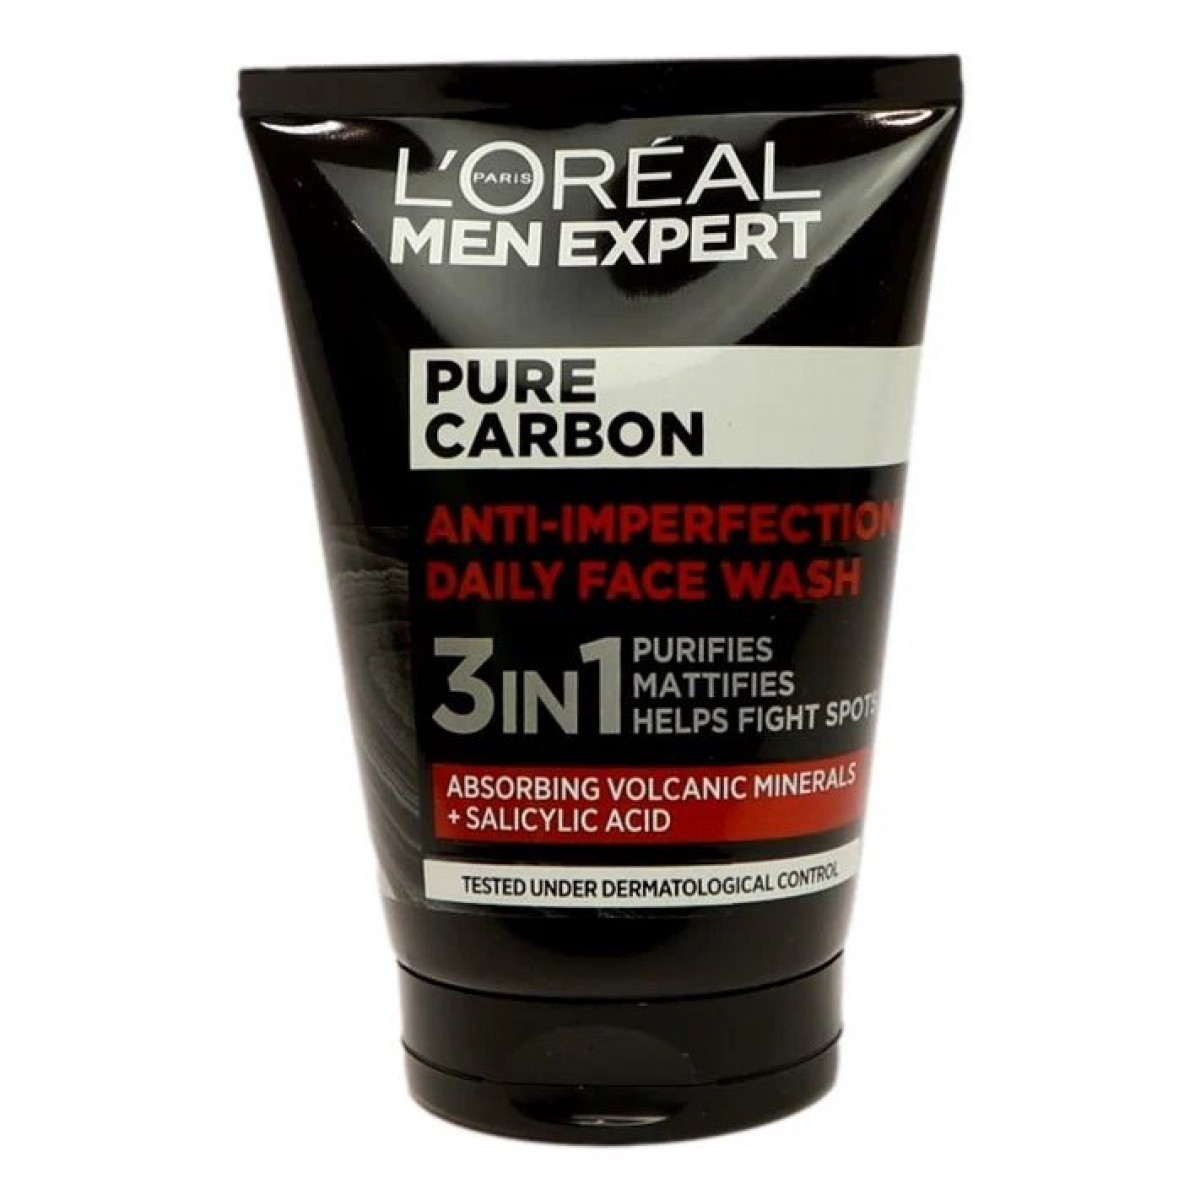 L'ORÉAL
PARIS
MEN EXPERT
PURE
CARBON
ANTI-IMPERFECTION
DAILY FACE WASH
3IN1
PURIFIES
MATTIFIES
HELPS FIGHT SPOTS
ABSORBING VOLCANIC MINERALS
+ SALICYLIC ACID
TESTED UNDER DERMATOLOGICAL CONTROL